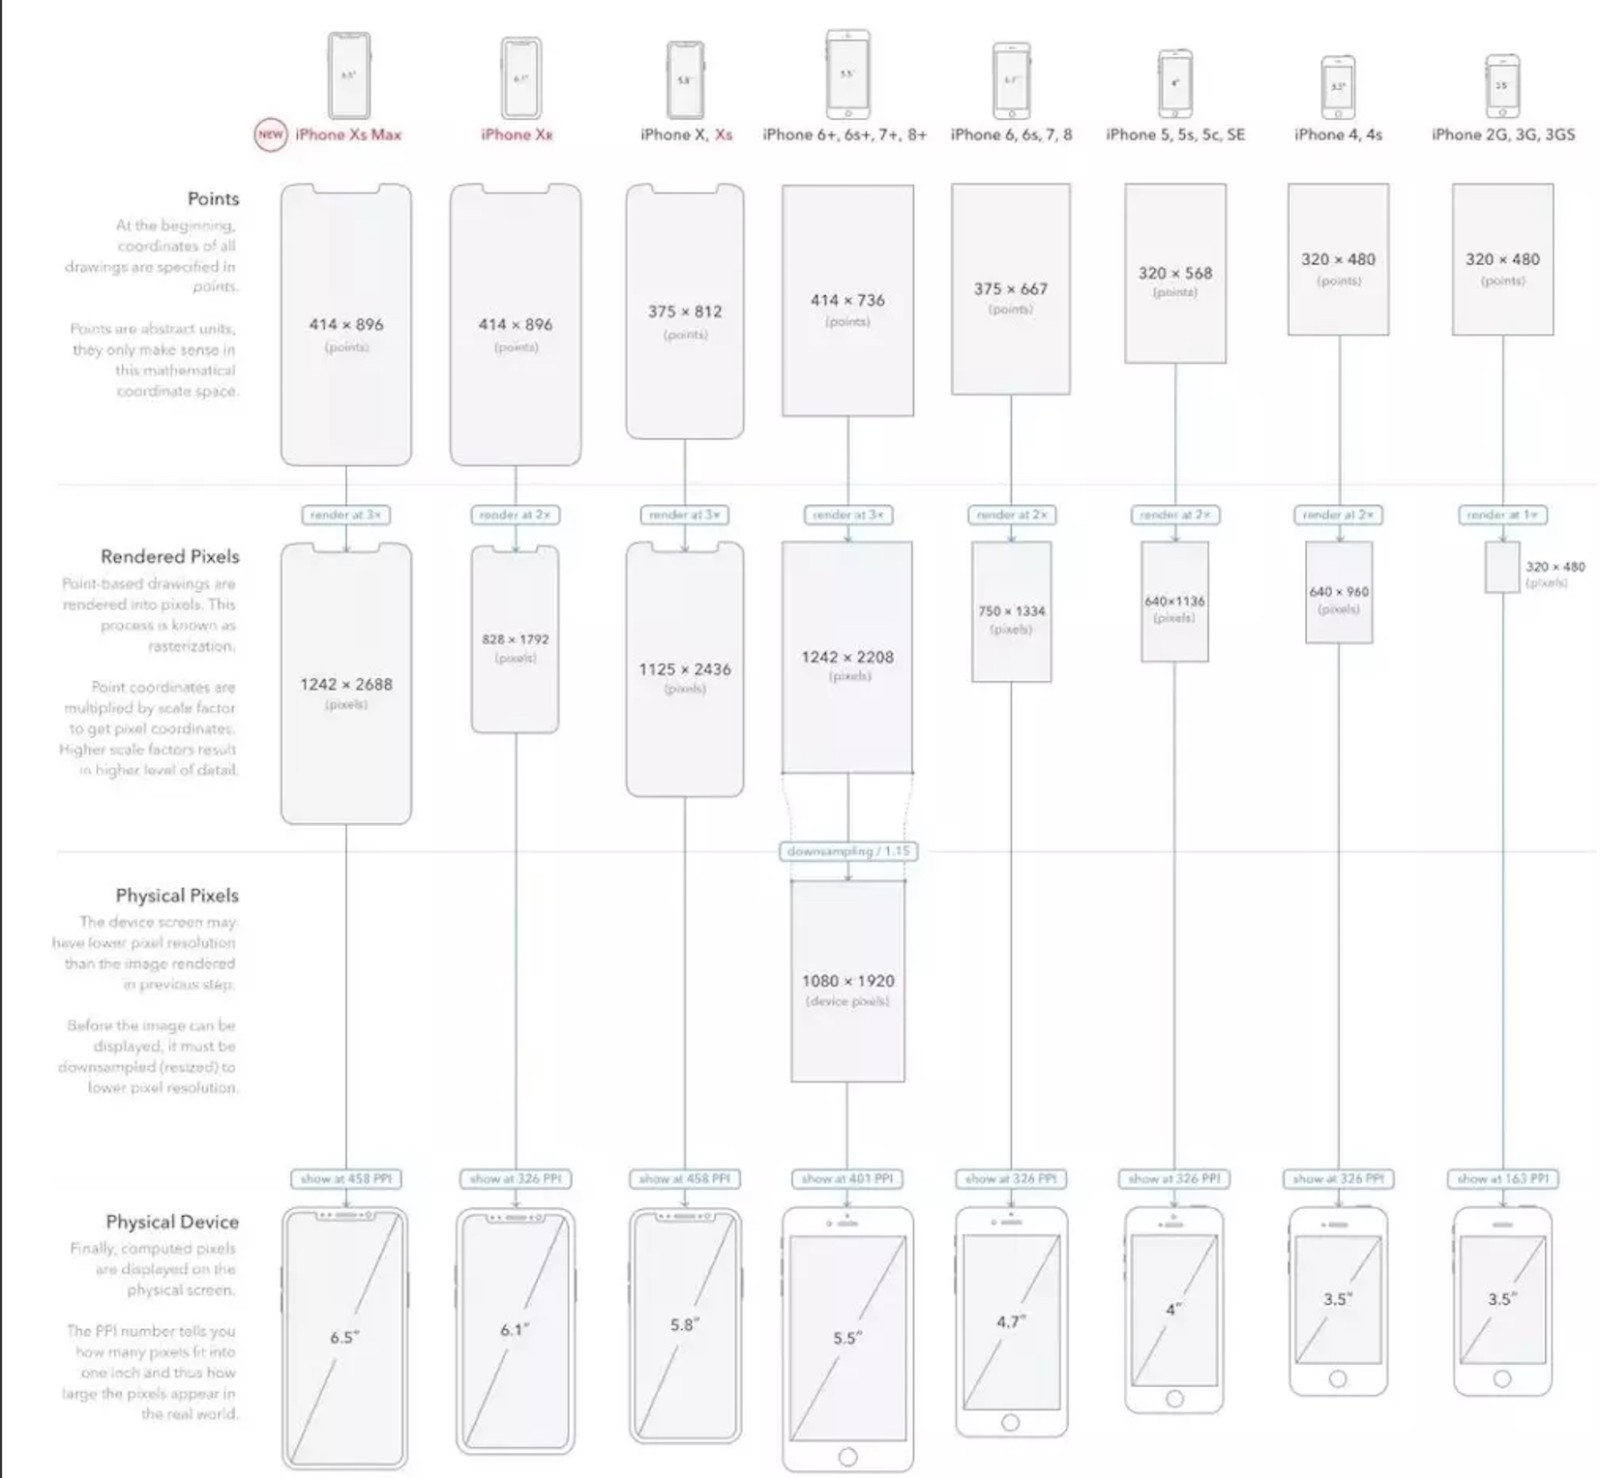 6.5"
6.1"
5.8"
5.5"
4.7"
4"
3.5"
3.5
NEW iPhone Xs Max
iPhone XR
iPhone X, Xs
iPhone 6+, 6s+, 7+, 8+
iPhone 6, 6s, 7, 8
iPhone 5, 5s, 5c, SE
iPhone 4, 4s
iPhone 2G, 3G, 3GS
Points
At the beginning,
coordinates of all
drawings are specified in
points.
Points are abstract units,
they only make sense in
this mathematical
coordinate space.
414 × 896
(points)
414 × 896
(points)
375 × 812
(points)
414 × 736
(points)
375 × 667
(points)
320 × 568
(points)
320 × 480
(points)
320 × 480
(points)
render at 3×
render at 2×
render at 3×
render at 3×
render at 2×
render at 2×
render at 2×
render at 1×
Rendered Pixels
Point-based drawings are
rendered into pixels. This
process is known as
rasterization.
Point coordinates are
multiplied by scale factor
to get pixel coordinates.
Higher scale factors result
in higher level of detail.
1242 × 2688
(pixels)
828 × 1792
(pixels)
1125 × 2436
(pixels)
1242 × 2208
(pixels)
750 × 1334
(pixels)
640×1136
(pixels)
640 × 960
(pixels)
320 × 480
(pixels)
downsampling / 1.15
Physical Pixels
The device screen may
have lower pixel resolution
than the image rendered
in previous step.
Before the image can be
displayed, it must be
downsampled (resized) to
lower pixel resolution.
1080 × 1920
(device pixels)
show at 458 PPI
show at 326 PPI
show at 458 PPI
show at 401 PPI
show at 326 PPI
show at 326 PPI
show at 326 PPI
show at 163 PPI
Physical Device
Finally, computed pixels
are displayed on the
physical screen.
The PPI number tells you
how many pixels fit into
one inch and thus how
large the pixels appear in
the real world.
6.5"
6.1"
5.8"
5.5"
4.7"
4"
3.5"
3.5"